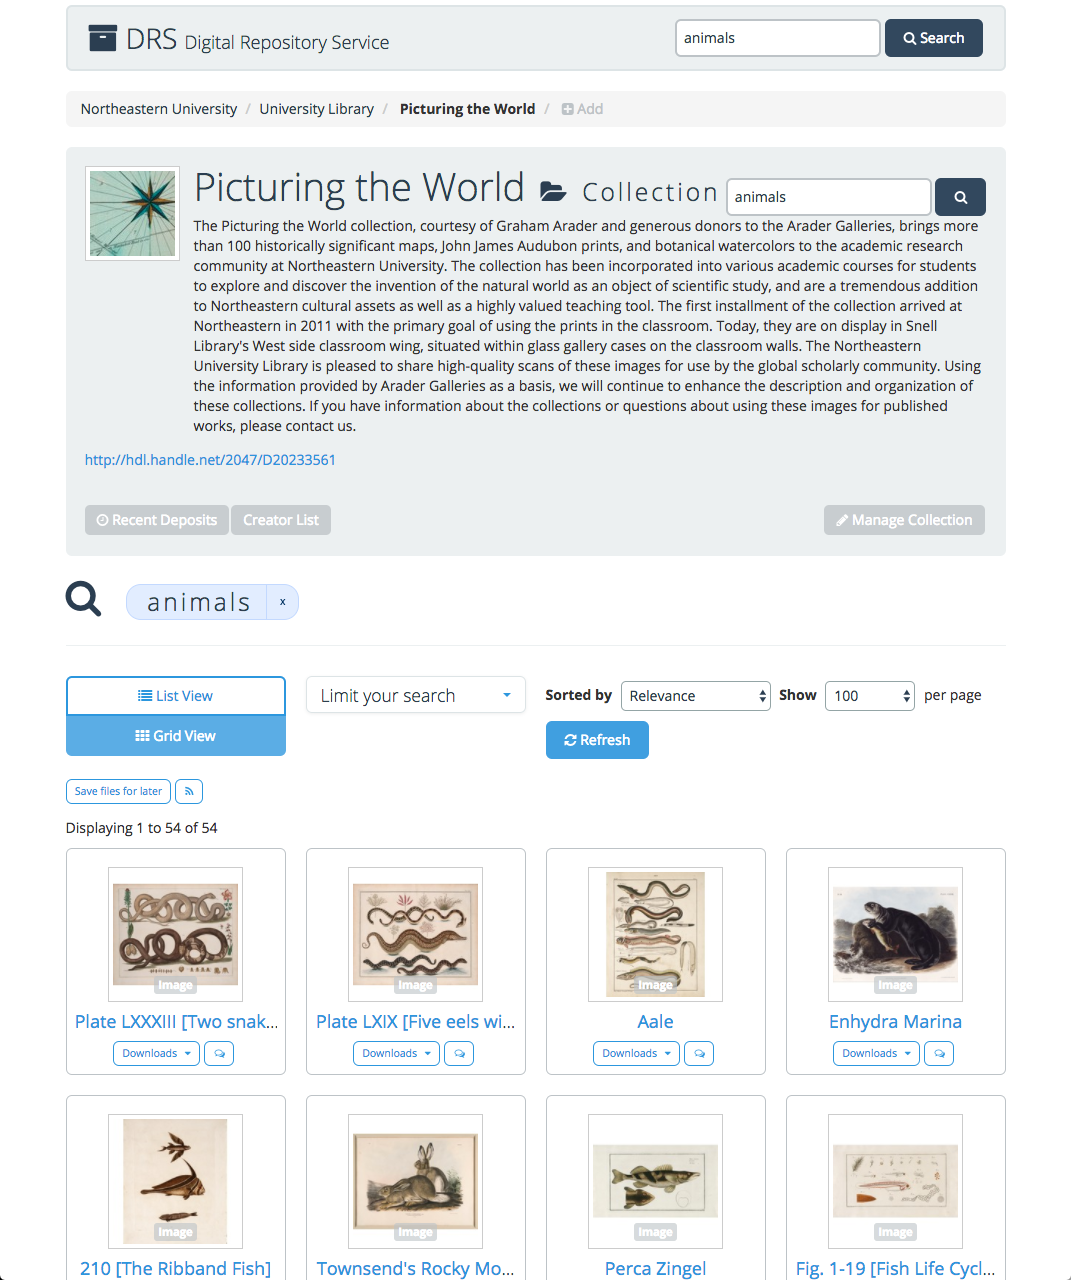 DRS Digital Repository Service
animals
Search
Northeastern University / University Library / Picturing the World / Add
Picturing the World Collection
animals
The Picturing the World collection, courtesy of Graham Arader and generous donors to the Arader Galleries, brings more
than 100 historically significant maps, John James Audubon prints, and botanical watercolors to the academic research
community at Northeastern University. The collection has been incorporated into various academic courses for students
to explore and discover the invention of the natural world as an object of scientific study, and are a tremendous addition
to Northeastern cultural assets as well as a highly valued teaching tool. The first installment of the collection arrived at
Northeastern in 2011 with the primary goal of using the prints in the classroom. Today, they are on display in Snell
Library's West side classroom wing, situated within glass gallery cases on the classroom walls. The Northeastern
University Library is pleased to share high-quality scans of these images for use by the global scholarly community. Using
the information provided by Arader Galleries as a basis, we will continue to enhance the description and organization of
these collections. If you have information about the collections or questions about using these images for published
works, please contact us.
http://hdl.handle.net/2047/D20233561
Recent Deposits
Creator List
Manage Collection
animals x
List View
Grid View
Limit your search
Sorted by Relevance Show 100 per page
Refresh
Save files for later
Displaying 1 to 54 of 54
Image
Plate LXXXIII [Two snak...
Downloads
Image
Plate LXIX [Five eels wi...
Downloads
Image
Aale
Downloads
Image
Enhydra Marina
Downloads
Image
210 [The Ribband Fish]
Image
Townsend's Rocky Mo...
Image
Perca Zingel
Image
Fig. 1-19 [Fish Life Cycl...